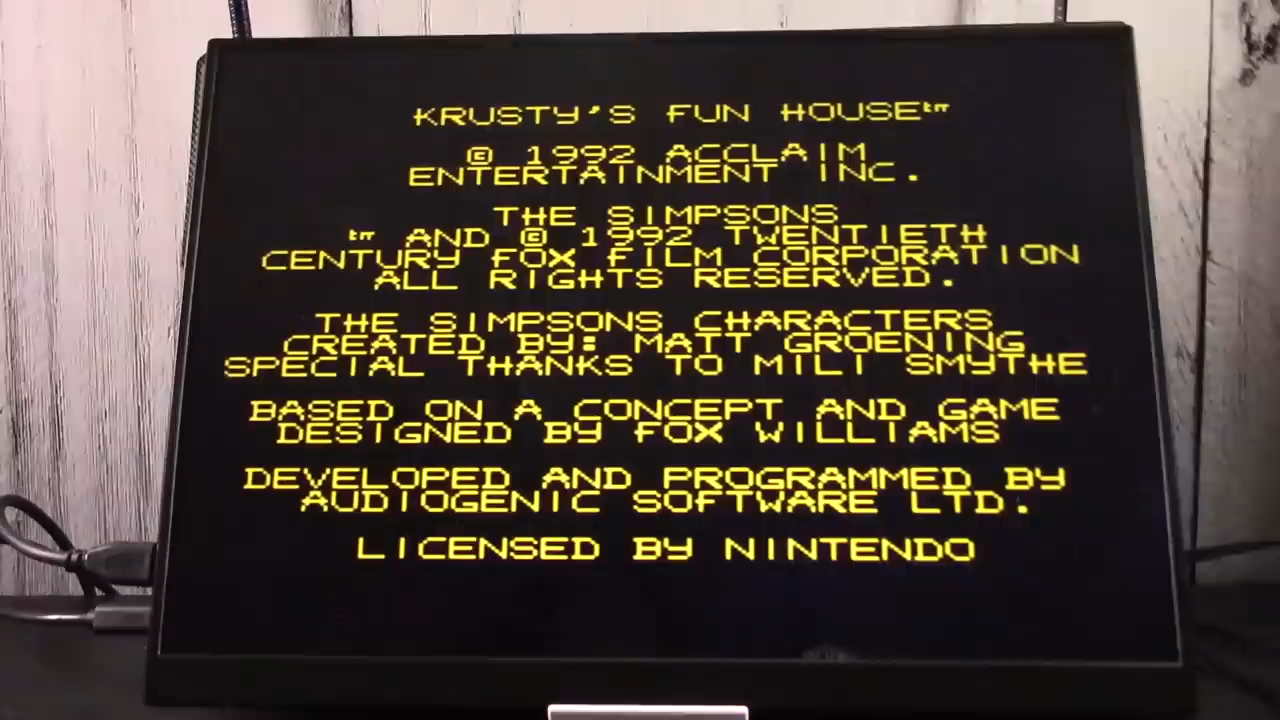 KRUSTY'S FUN HOUSE™
© 1992 ACCLAIM
ENTERTAINMENT INC.
THE SIMPSONS
™ AND © 1992 TWENTIETH
CENTURY FOX FILM CORPORATION
ALL RIGHTS RESERVED.
THE SIMPSONS CHARACTERS
CREATED BY: MATT GROENING
SPECIAL THANKS TO MILI SMYTHE
BASED ON A CONCEPT AND GAME
DESIGNED BY FOX WILLIAMS
DEVELOPED AND PROGRAMMED BY
AUDIOGENIC SOFTWARE LTD.
LICENSED BY NINTENDO